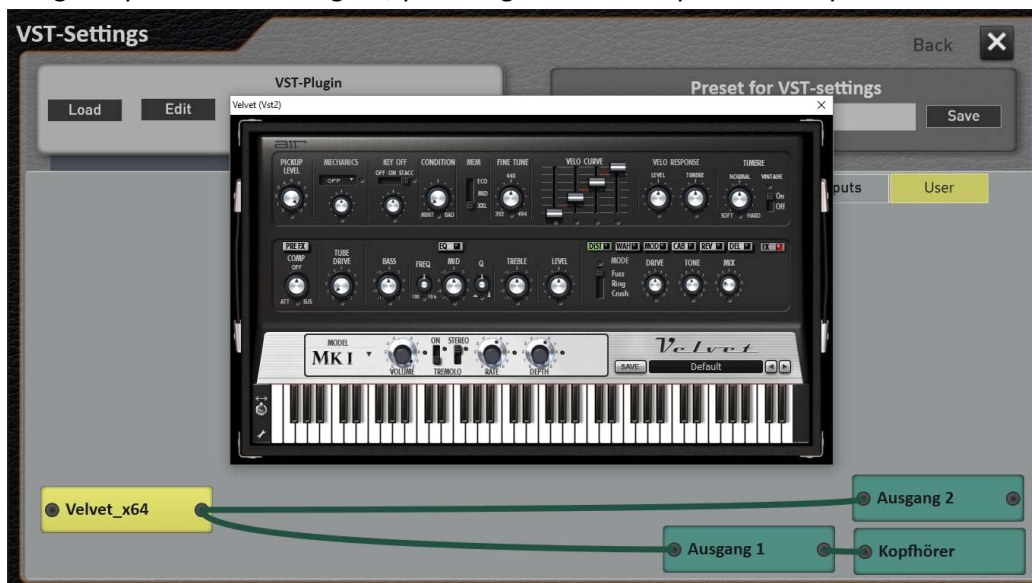 VST-Settings
Back
VST-Plugin
Load
Edit
Preset for VST-settings
Save
Velvet (Vst2)
puts
User
air
PICKUP LEVEL
MECHANICS
OFF
KEY OFF
OFF ON STACC
CONDITION
MINT BAD
MEM
ECO
MID
XXL
FINE TUNE
440
392 494
VELO CURVE
VELO RESPONSE
LEVEL TIMBRE
TIMBRE
NORMAL VINTAGE
On
Off
SOFT HARD
PRE FX
COMP
OFF
ATT SUS
TUBE DRIVE
EQ
BASS
FREQ
MID
Q
TREBLE
LEVEL
DIST WAH MOD CAB REV DEL FX
MODE
Fuzz
Ring
Crush
DRIVE
TONE
MIX
MODEL
MK I
VOLUME
ON STEREO
TREMOLO
RATE
DEPTH
Velvet
SAVE
Default
Velvet_x64
Ausgang 2
Ausgang 1
Kopfhörer